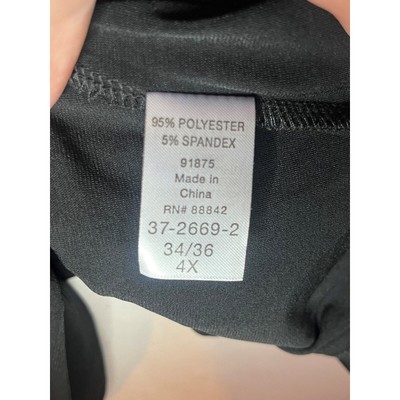 95% POLYESTER
5% SPANDEX
91875
Made in
China
RN# 88842
37-2669-2
34/36
4X